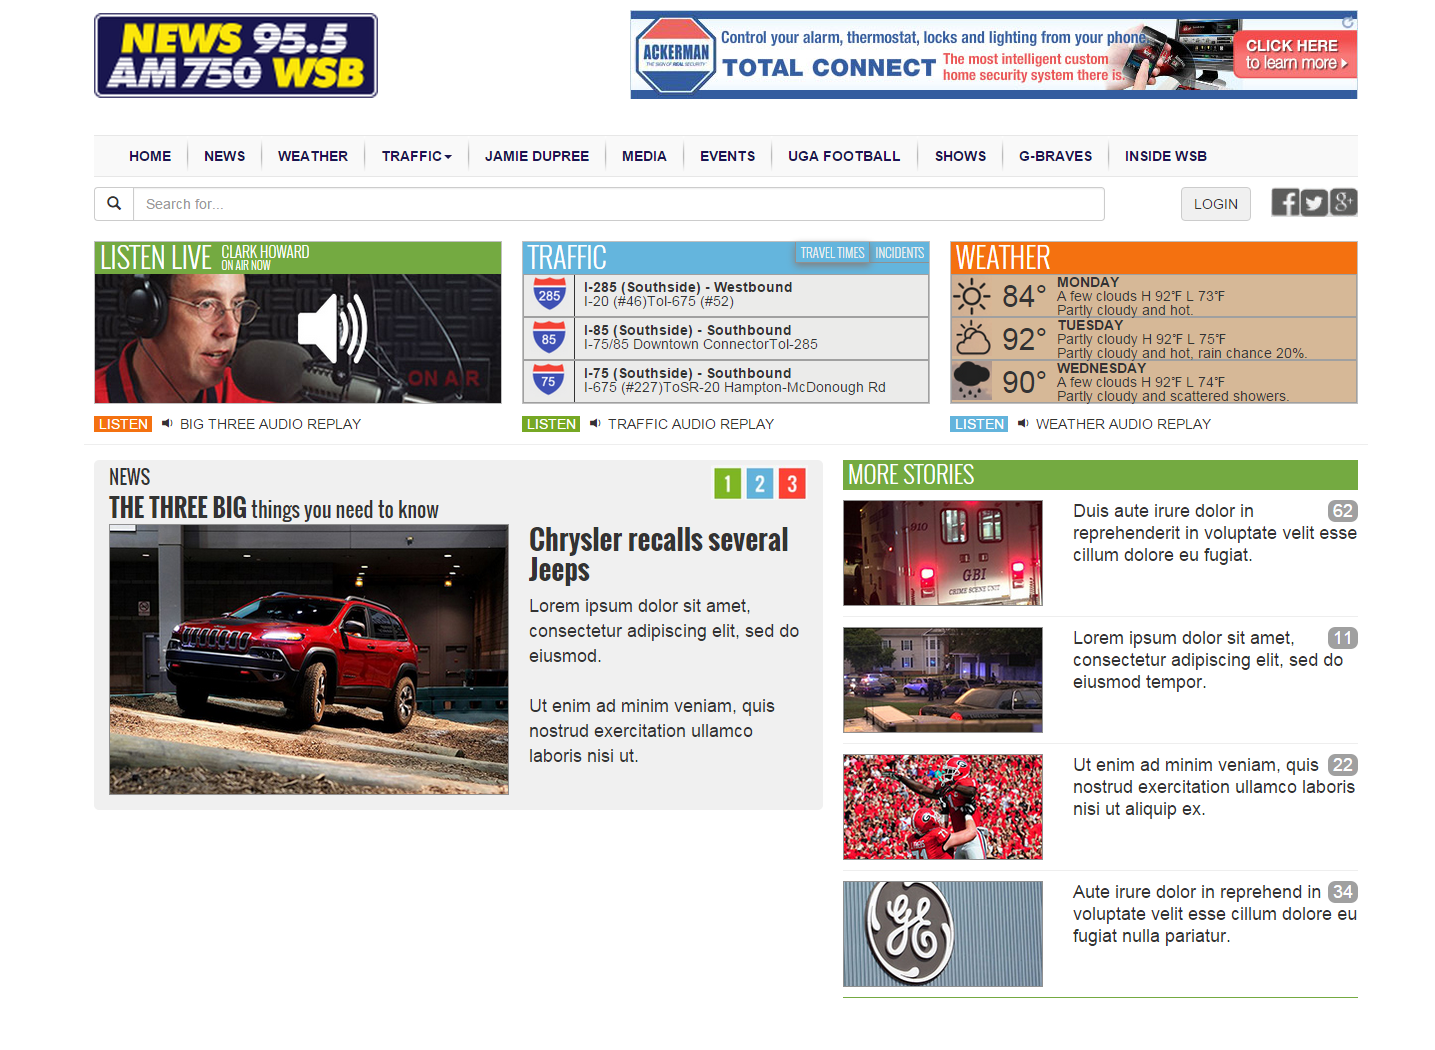 NEWS 95.5
AM 750 WSB
ACKERMAN
THE SIGN OF REAL SECURITY
Control your alarm, thermostat, locks and lighting from your phone.
TOTAL CONNECT
The most intelligent custom
home security system there is.
CLICK HERE
to learn more
HOME
NEWS
WEATHER
TRAFFIC
JAMIE DUPREE
MEDIA
EVENTS
UGA FOOTBALL
SHOWS
G-BRAVES
INSIDE WSB
Search for...
LOGIN
LISTEN LIVE
CLARK HOWARD
ON AIR NOW
ON AIR
LISTEN
BIG THREE AUDIO REPLAY
TRAFFIC
TRAVEL TIMES
INCIDENTS
285
I-285 (Southside) - Westbound
I-20 (#46)ToI-675 (#52)
85
I-85 (Southside) - Southbound
I-75/85 Downtown ConnectorToI-285
75
I-75 (Southside) - Southbound
I-675 (#227)ToSR-20 Hampton-McDonough Rd
LISTEN
TRAFFIC AUDIO REPLAY
WEATHER
84°
MONDAY
A few clouds H 92°F L 73°F
Partly cloudy and hot.
92°
TUESDAY
Partly cloudy H 92°F L 75°F
Partly cloudy and hot, rain chance 20%.
90°
WEDNESDAY
A few clouds H 92°F L 74°F
Partly cloudy and scattered showers.
LISTEN
WEATHER AUDIO REPLAY
NEWS
1 2 3
THE THREE BIG things you need to know
Chrysler recalls several
Jeeps
Lorem ipsum dolor sit amet,
consectetur adipiscing elit, sed do
eiusmod.
Ut enim ad minim veniam, quis
nostrud exercitation ullamco
laboris nisi ut.
MORE STORIES
910
GBI
CRIME SCENE UNIT
Duis aute irure dolor in
62
reprehenderit in voluptate velit esse
cillum dolore eu fugiat.
Lorem ipsum dolor sit amet,
11
consectetur adipiscing elit, sed do
eiusmod tempor.
71
Ut enim ad minim veniam, quis
22
nostrud exercitation ullamco laboris
nisi ut aliquip ex.
GE
Aute irure dolor in reprehend in
34
voluptate velit esse cillum dolore eu
fugiat nulla pariatur.